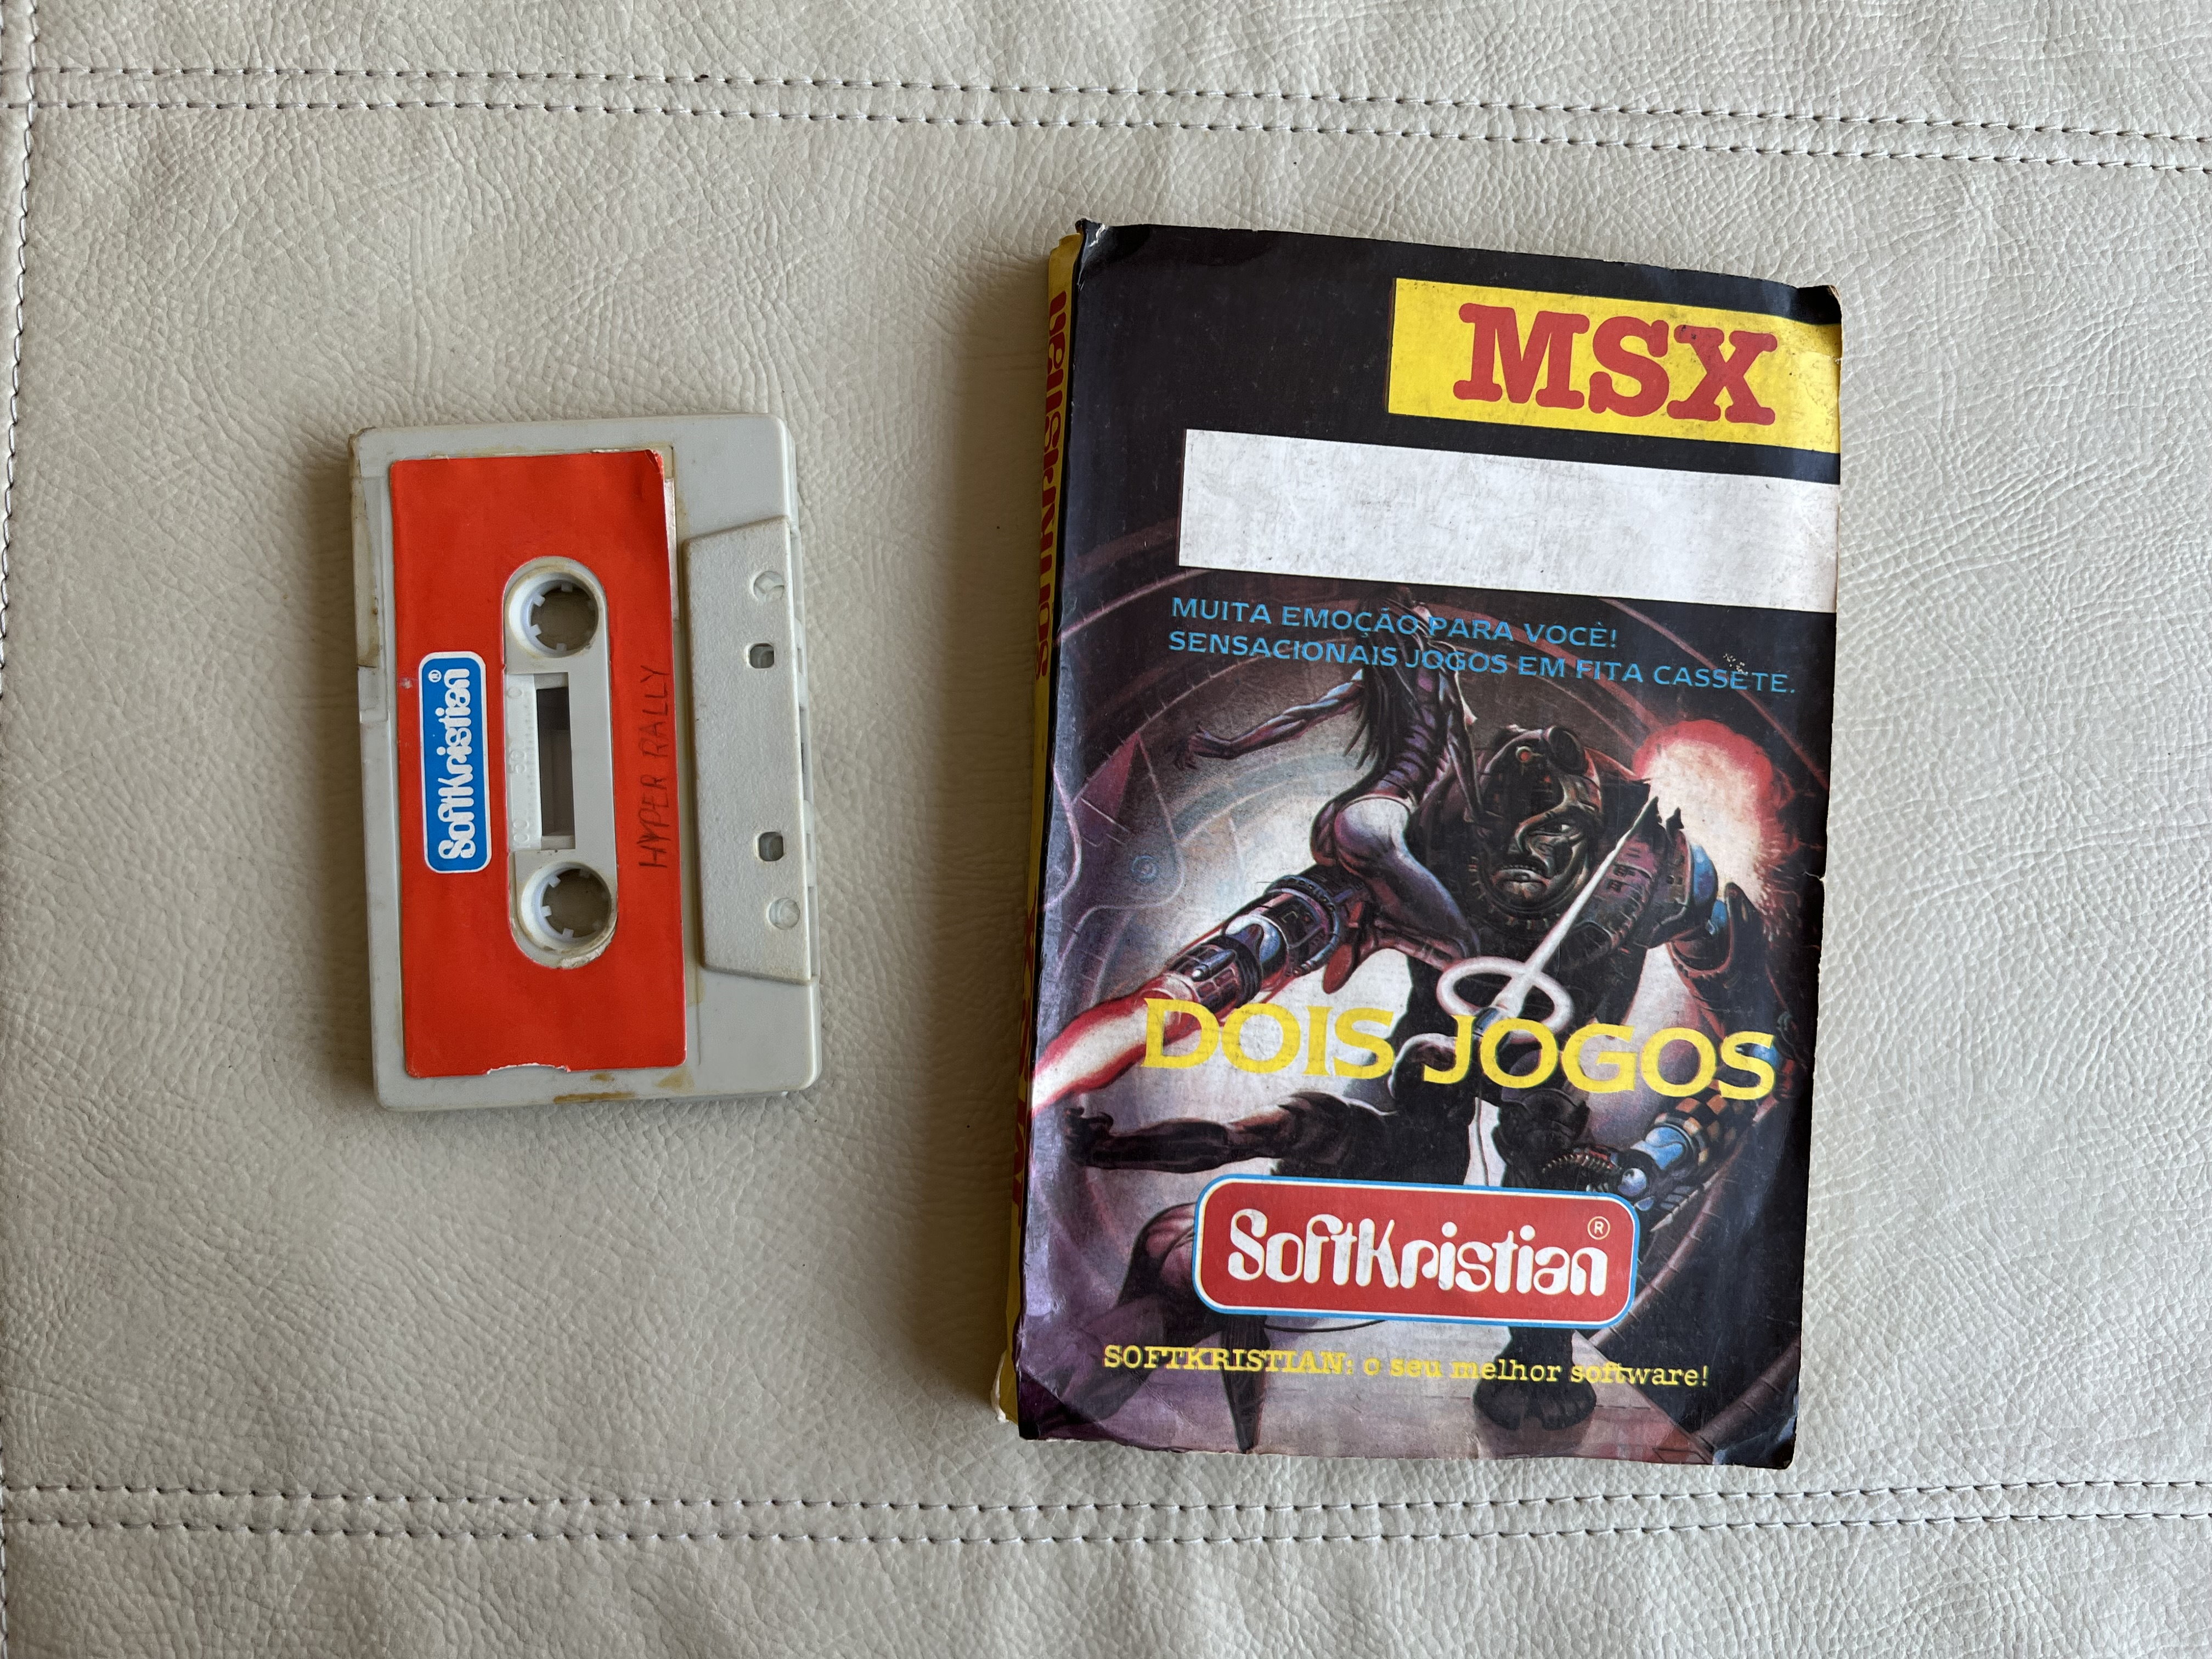 SoftKristian®
HYPER RALLY
MSX
MUITA EMOÇÃO PARA VOCÊ!
SENSACIONAIS JOGOS EM FITA CASSETE.
DOIS JOGOS
SoftKristian®
SOFTKRISTIAN: o seu melhor software!